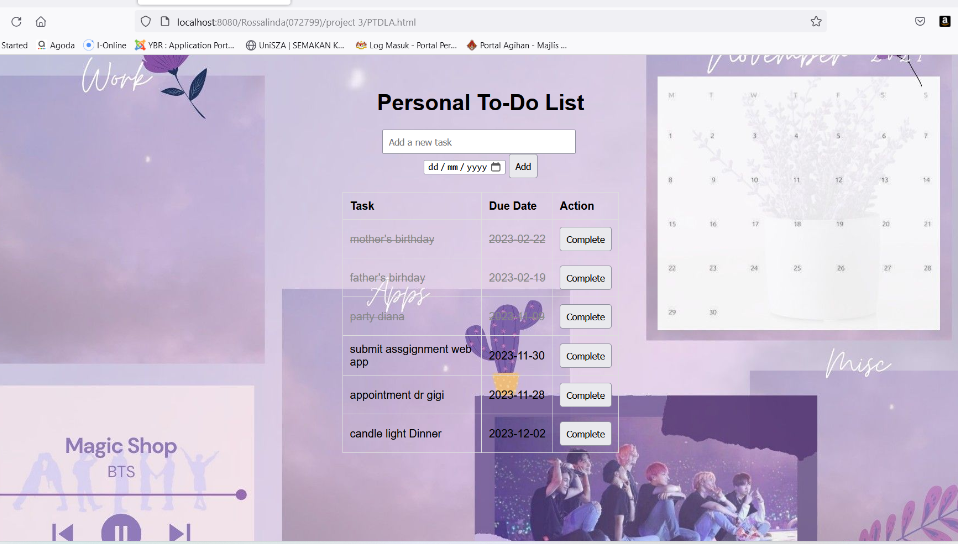 localhost:8080/Rossalinda(072799)/project 3/PTDLA.html
Started Agoda I-Online YBR : Application Port... UniSZA | SEMAKAN K... Log Masuk - Portal Per... Portal Agihan - Majlis ...
Work
November 2021
Personal To-Do List
Add a new task
dd/mm/yyyy Add
Task Due Date Action
mother's birthday 2023-02-22 Complete
father's birhday 2023-02-19 Complete
party diana Complete
submit assgignment web
app
2023-11-30 Complete
appointment dr gigi 2023-11-28 Complete
candle light Dinner 2023-12-02 Complete
Apps
M T W T F S S
1 2 3 4 5 6 7
8 9 10 11 12 13 14
15 16 17 18 19 20 21
22 23 24 25 26 27 28
29 30
Misc
Magic Shop
BTS
ARMY